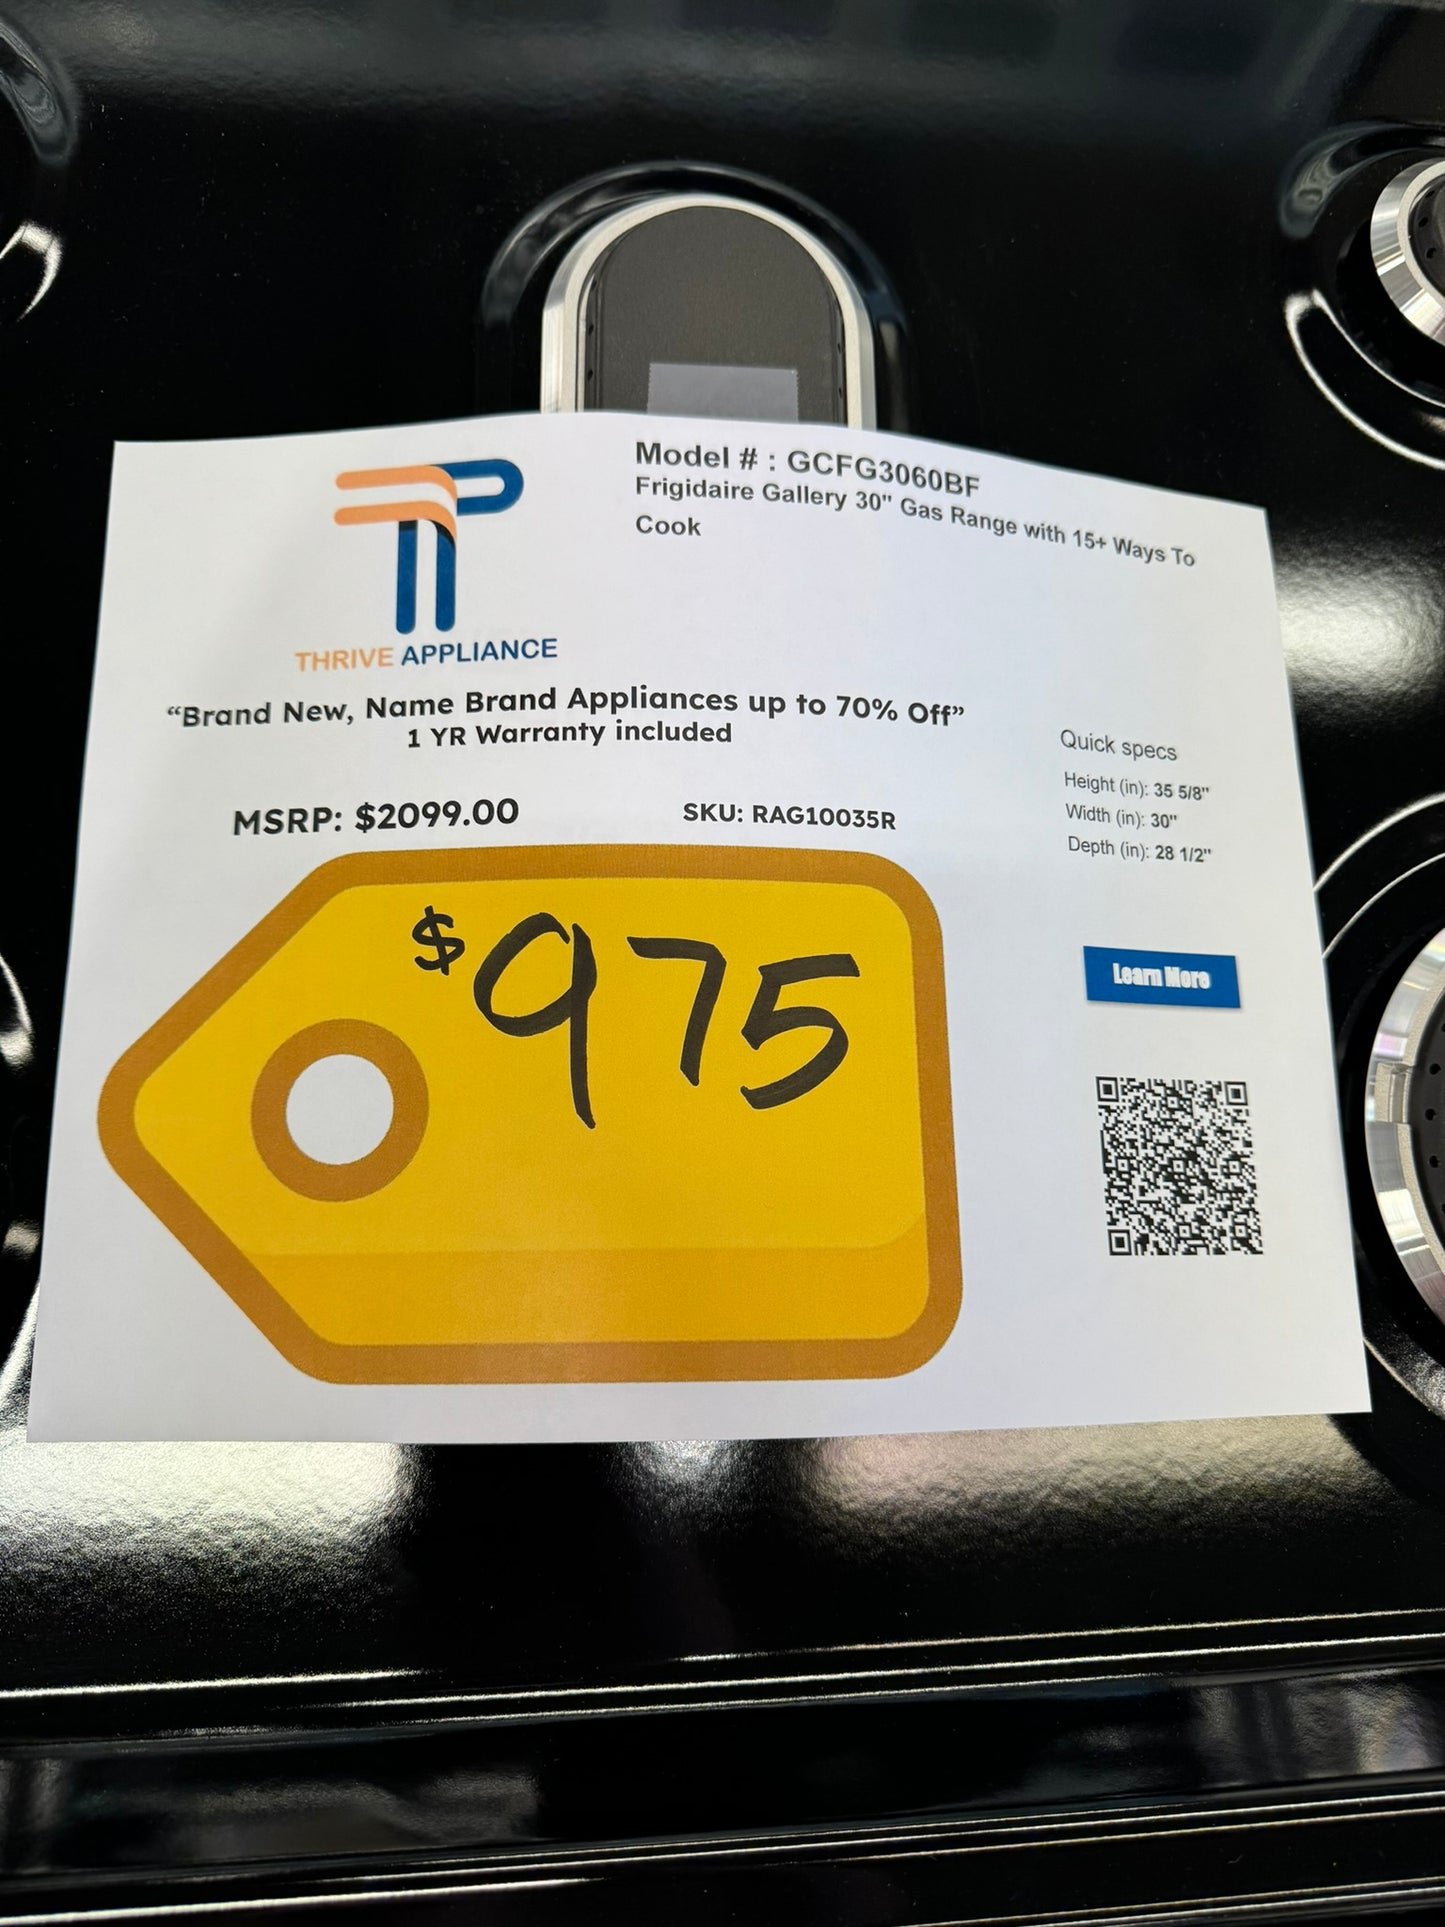 Model # : GCFG3060BF
Frigidaire Gallery 30" Gas Range with 15+ Ways To
Cook
THRIVE APPLIANCE
“Brand New, Name Brand Appliances up to 70% Off”
1 YR Warranty included
MSRP: $2099.00
SKU: RAG10035R
Quick specs
Height (in): 35 5/8"
Width (in): 30"
Depth (in): 28 1/2"
$975
Learn More